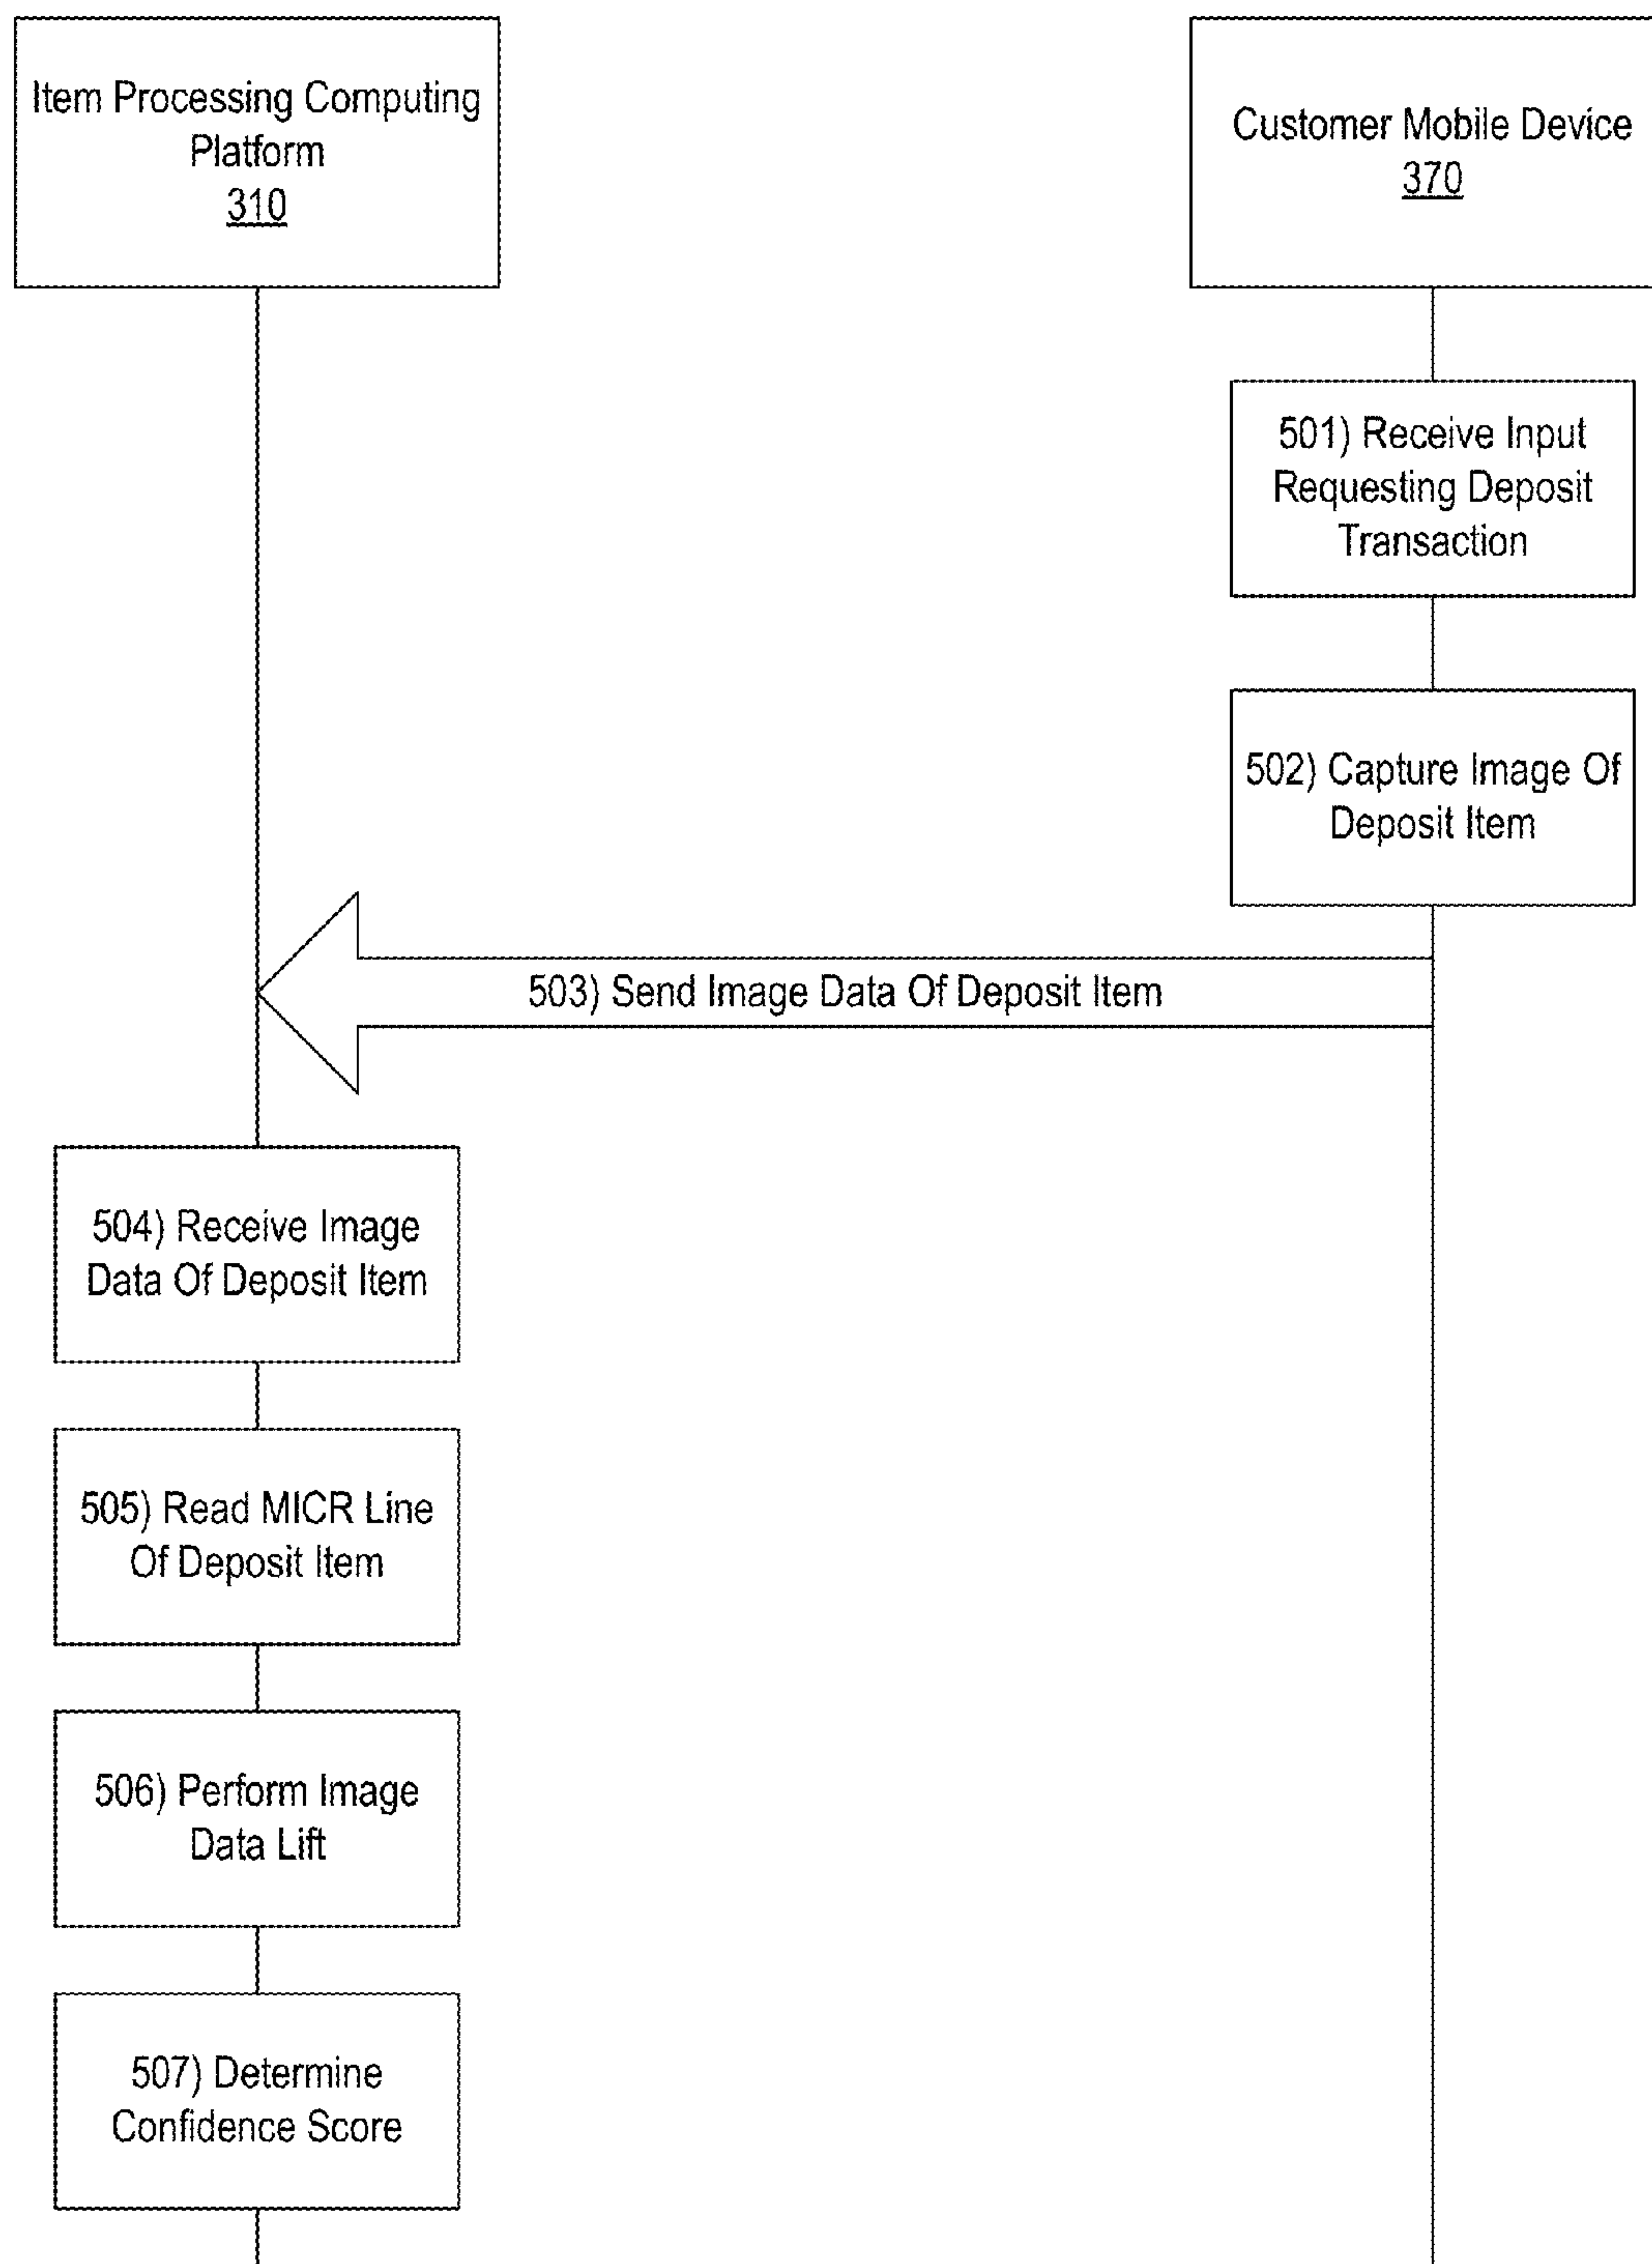 Item Processing Computing
Platform
310
Customer Mobile Device
370
501) Receive Input
Requesting Deposit
Transaction
502) Capture Image Of
Deposit Item
503) Send Image Data Of Deposit Item
504) Receive Image
Data Of Deposit Item
505) Read MICR Line
Of Deposit Item
506) Perform Image
Data Lift
507) Determine
Confidence Score